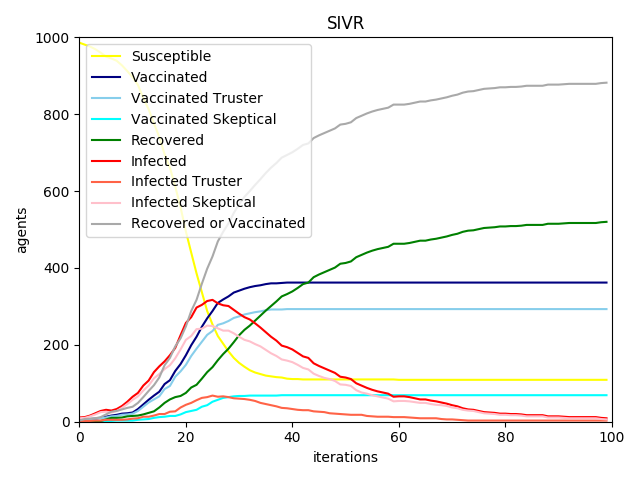 SIVR
1000
800
600
400
200
0
agents
Susceptible
Vaccinated
Vaccinated Truster
Vaccinated Skeptical
Recovered
Infected
Infected Truster
Infected Skeptical
Recovered or Vaccinated
0 20 40 60 80 100
iterations